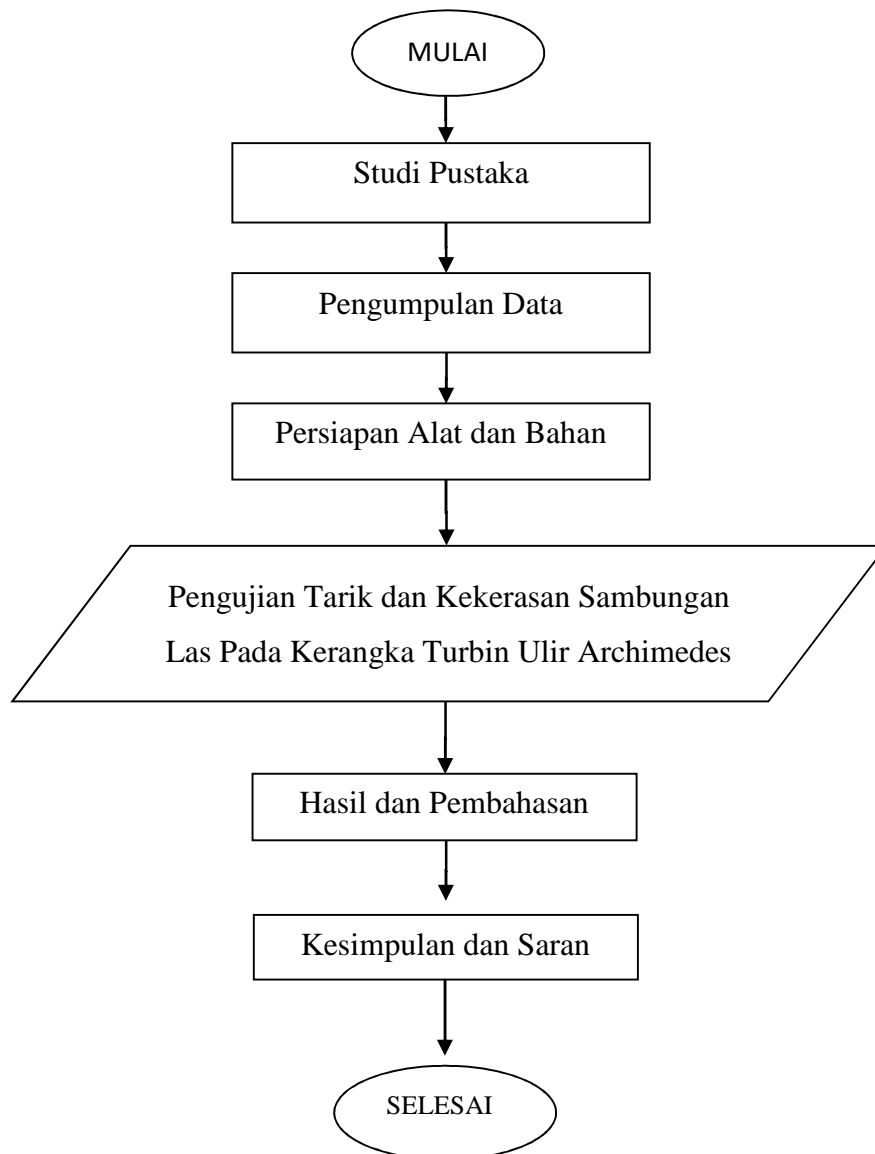 MULAI
Studi Pustaka
Pengumpulan Data
Persiapan Alat dan Bahan
Pengujian Tarik dan Kekerasan Sambungan
Las Pada Kerangka Turbin Ulir Archimedes
Hasil dan Pembahasan
Kesimpulan dan Saran
SELESAI